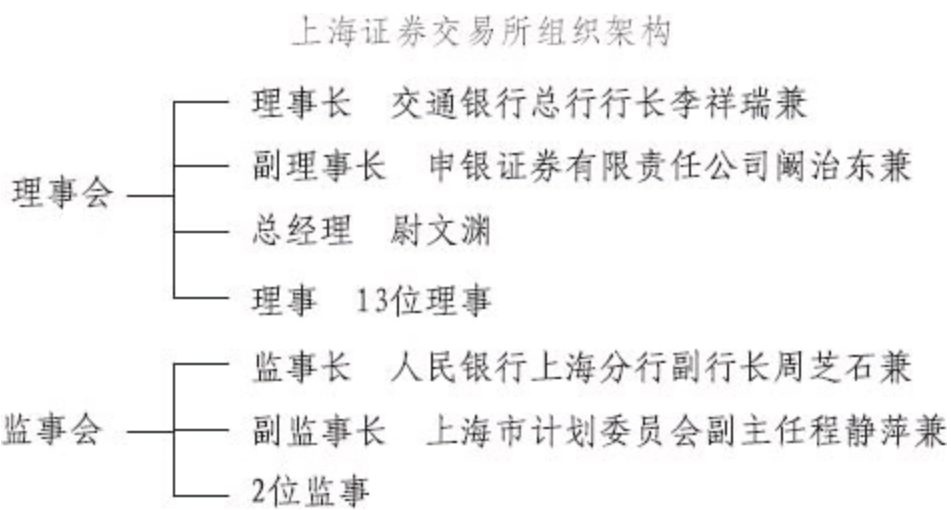 上海证券交易所组织架构
理事长 交通银行总行行长李祥瑞兼
副理事长 申银证券有限责任公司阚治东兼
理事会
总经理 尉文渊
理事 13位理事
监事长 人民银行上海分行副行长周芝石兼
监事会
副监事长 上海市计划委员会副主任程静萍兼
2位监事